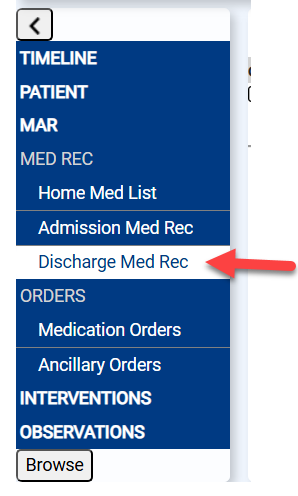 TIMELINE
PATIENT
MAR
MED REC
Home Med List
Admission Med Rec
Discharge Med Rec
ORDERS
Medication Orders
Ancillary Orders
INTERVENTIONS
OBSERVATIONS
Browse